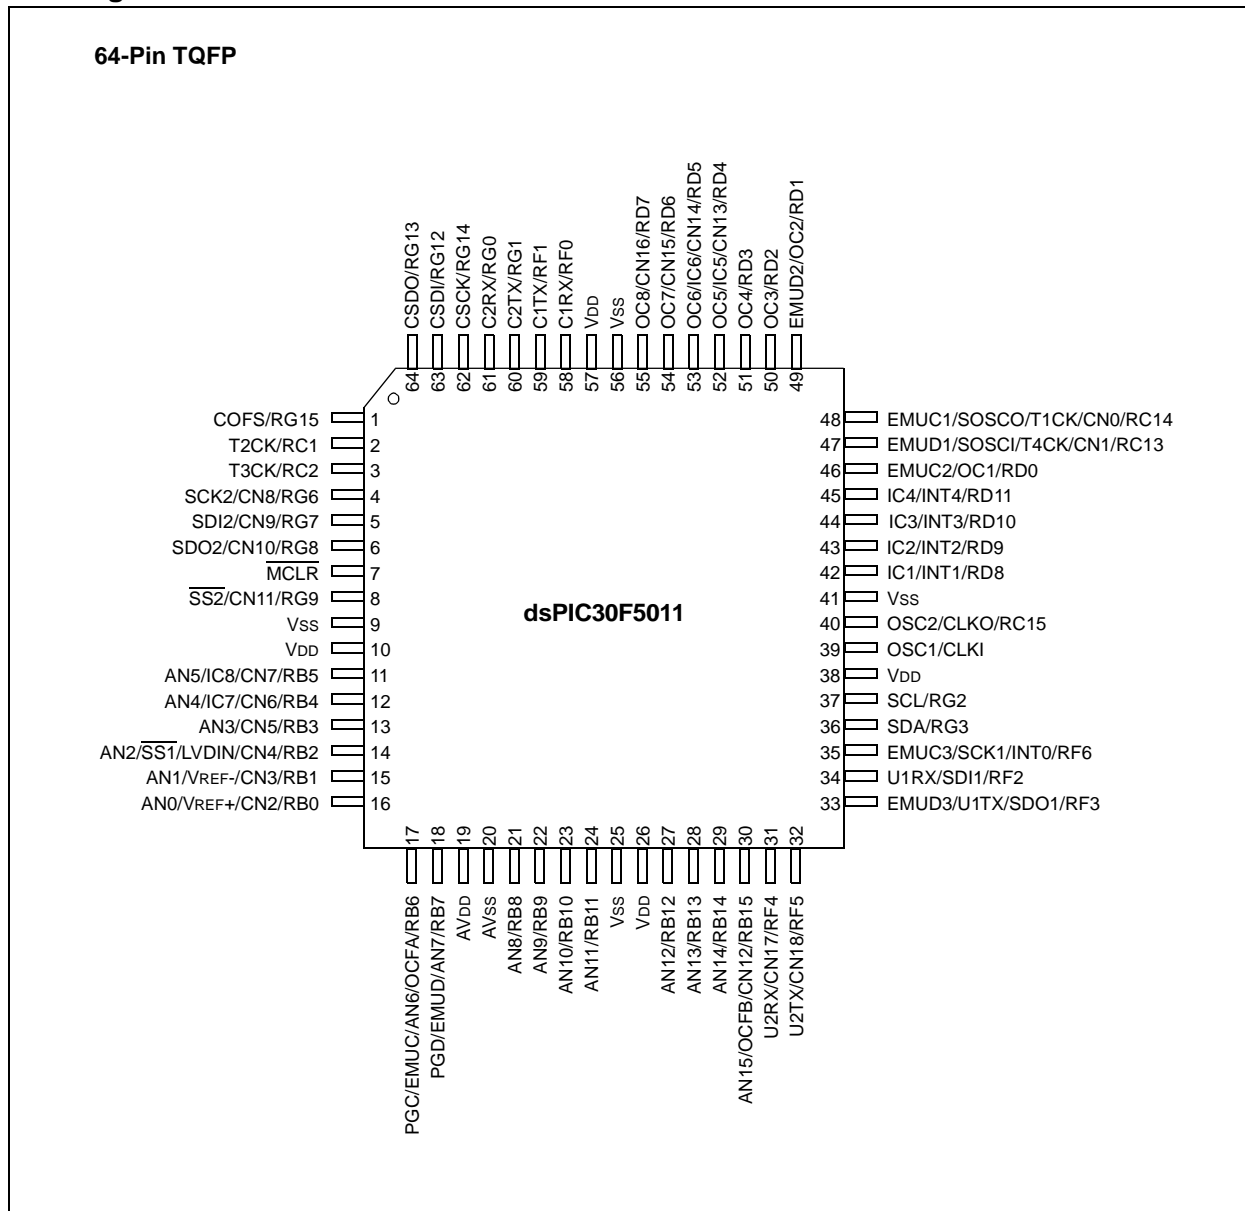 64-Pin TQFP
CSDO/RG13
CSDI/RG12
CSCK/RG14
C2RX/RG0
C2TX/RG1
C1TX/RF1
C1RX/RF0
VDD
VSS
OC8/CN16/RD7
OC7/CN15/RD6
OC6/IC6/CN14/RD5
OC5/IC5/CN13/RD4
OC4/RD3
OC3/RD2
EMUD2/OC2/RD1
64
63
62
61
60
59
58
57
56
55
54
53
52
51
50
49
COFS/RG15 1
T2CK/RC1 2
T3CK/RC2 3
SCK2/CN8/RG6 4
SDI2/CN9/RG7 5
SDO2/CN10/RG8 6
MCLR 7
SS2/CN11/RG9 8
VSS 9
VDD 10
AN5/IC8/CN7/RB5 11
AN4/IC7/CN6/RB4 12
AN3/CN5/RB3 13
AN2/SS1/LVDIN/CN4/RB2 14
AN1/VREF-/CN3/RB1 15
AN0/VREF+/CN2/RB0 16
dsPIC30F5011
48 EMUC1/SOSCO/T1CK/CN0/RC14
47 EMUD1/SOSCI/T4CK/CN1/RC13
46 EMUC2/OC1/RD0
45 IC4/INT4/RD11
44 IC3/INT3/RD10
43 IC2/INT2/RD9
42 IC1/INT1/RD8
41 VSS
40 OSC2/CLKO/RC15
39 OSC1/CLKI
38 VDD
37 SCL/RG2
36 SDA/RG3
35 EMUC3/SCK1/INT0/RF6
34 U1RX/SDI1/RF2
33 EMUD3/U1TX/SDO1/RF3
17
18
19
20
21
22
23
24
25
26
27
28
29
30
31
32
PGC/EMUC/AN6/OCFA/RB6
PGD/EMUD/AN7/RB7
AVDD
AVSS
AN8/RB8
AN9/RB9
AN10/RB10
AN11/RB11
VSS
VDD
AN12/RB12
AN13/RB13
AN14/RB14
AN15/OCFB/CN12/RB15
U2RX/CN17/RF4
U2TX/CN18/RF5